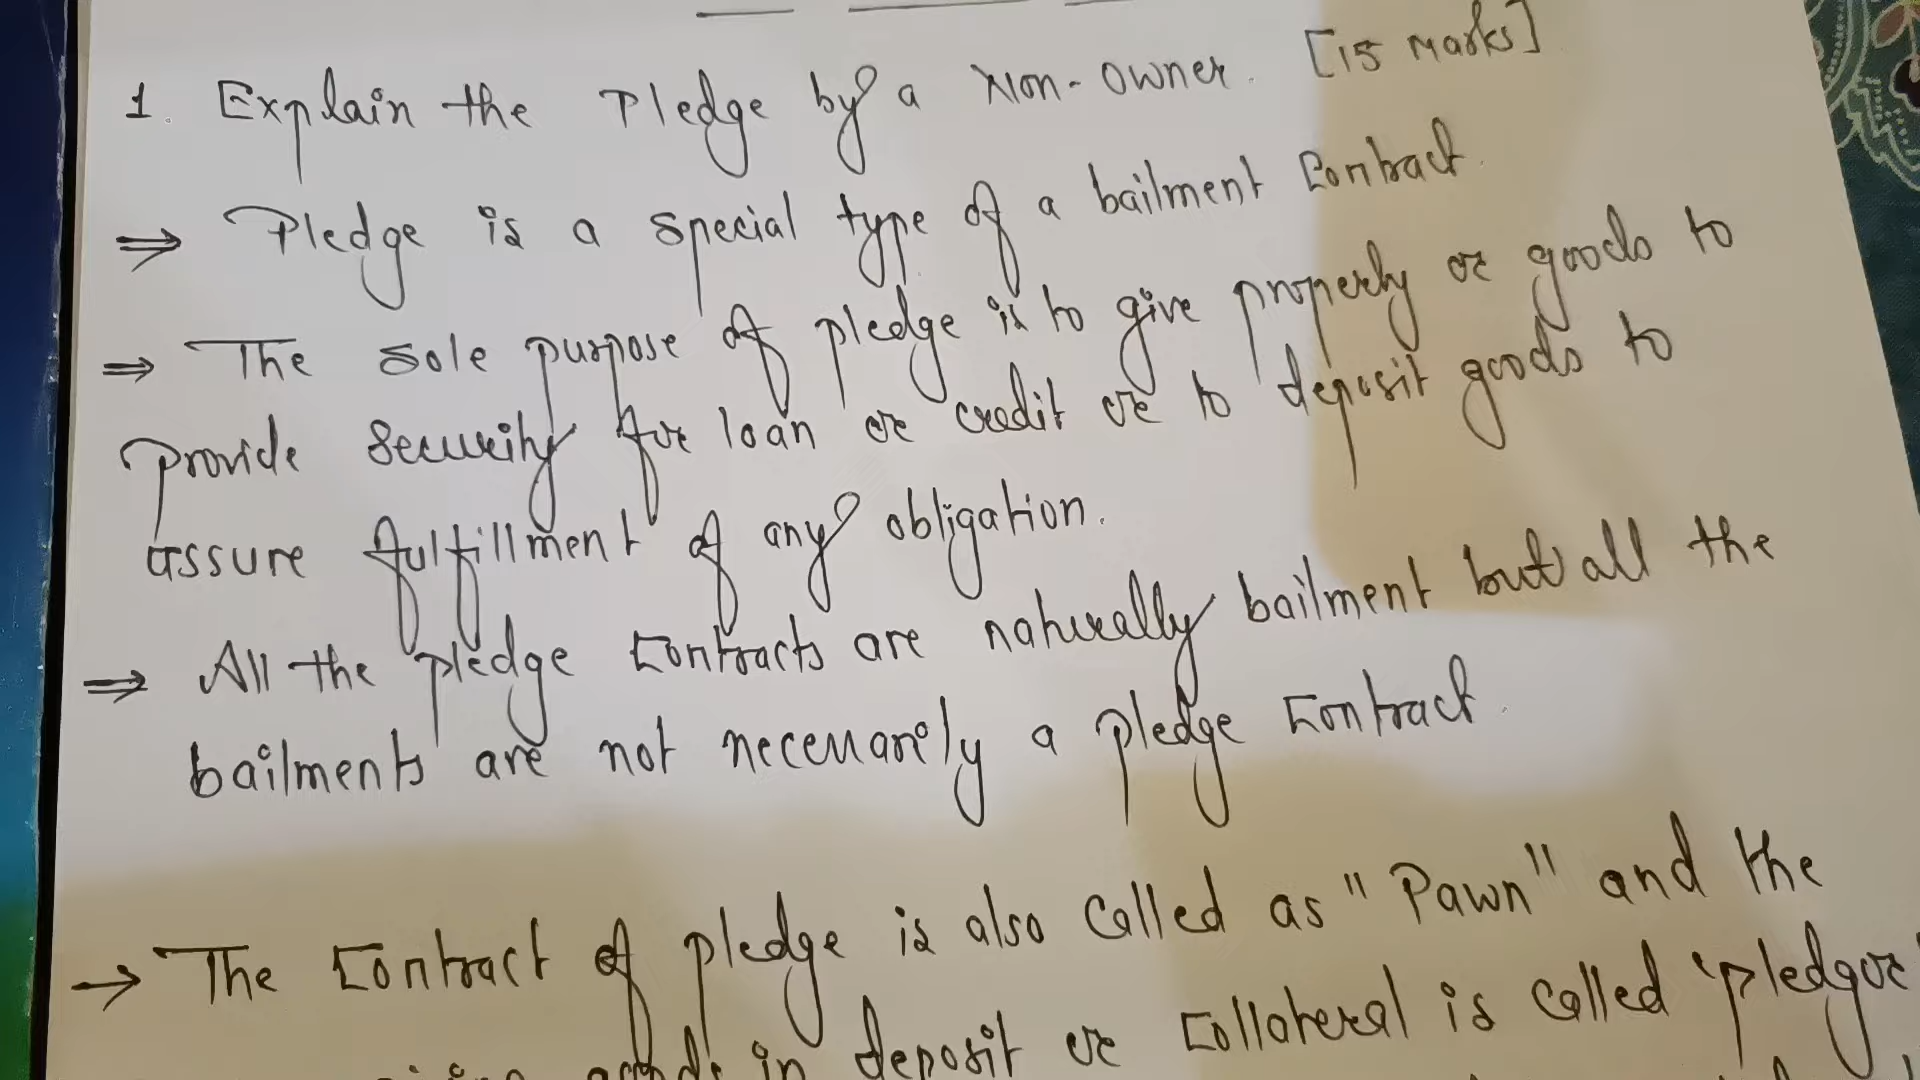 1. Explain the Pledge by a Non-Owner. [15 Marks]
⇒ Pledge is a special type of a bailment Contract.
⇒ The sole purpose of pledge is to give property or goods to
provide security for loan or credit or to deposit goods to
assure fulfillment of any obligation.
⇒ All the pledge Contracts are naturally bailment but all the
bailments are not necessarily a pledge Contract.
→ The Contract of pledge is also Called as "Pawn" and the
in deposit or Collateral is Called 'pledgor'